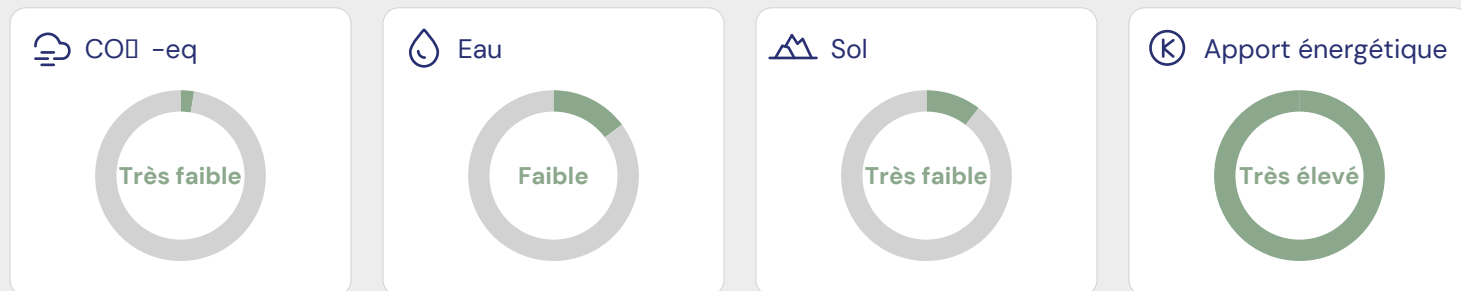 CO▯ -eq
Eau
Sol
Apport énergétique
Très faible
Faible
Très faible
Très élevé